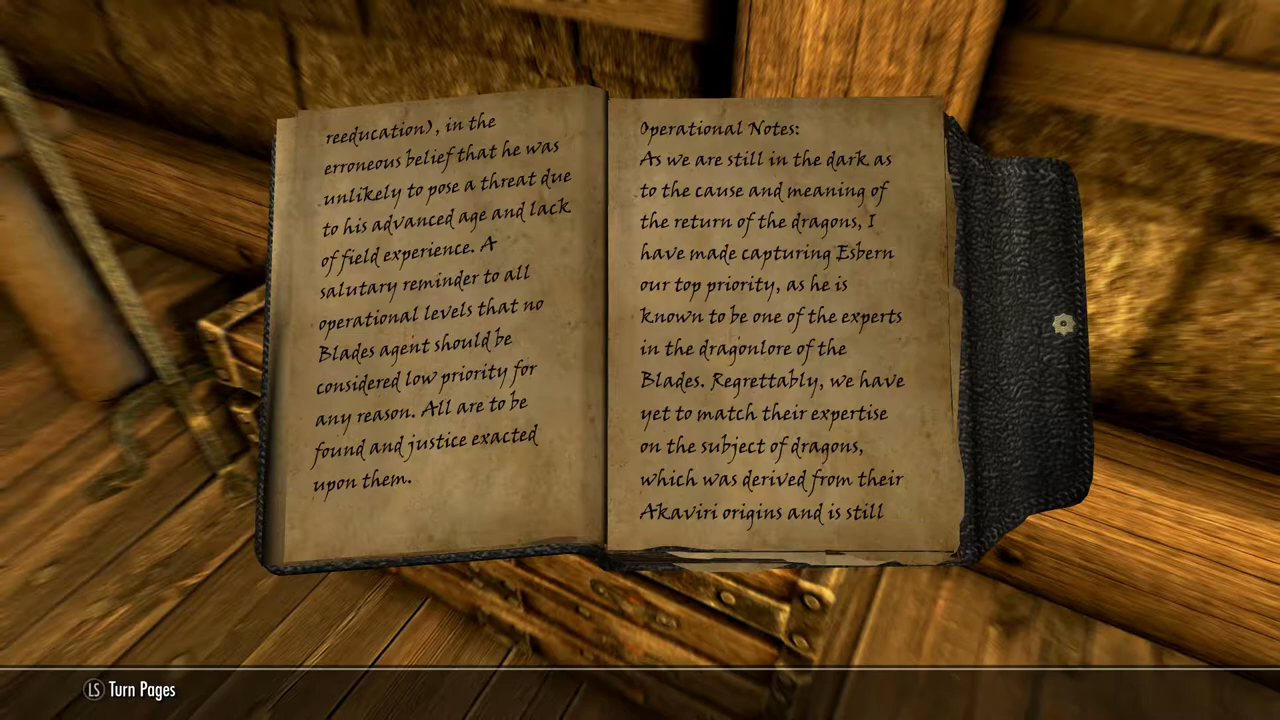 reeducation), in the
erroneous belief that he was
unlikely to pose a threat due
to his advanced age and lack
of field experience. A
salutary reminder to all
operational levels that no
Blades agent should be
considered low priority for
any reason. All are to be
found and justice exacted
upon them.
Operational Notes:
As we are still in the dark as
to the cause and meaning of
the return of the dragons, I
have made capturing Esbern
our top priority, as he is
known to be one of the experts
in the dragonlore of the
Blades. Regrettably, we have
yet to match their expertise
on the subject of dragons,
which was derived from their
Akaviri origins and is still
LS Turn Pages